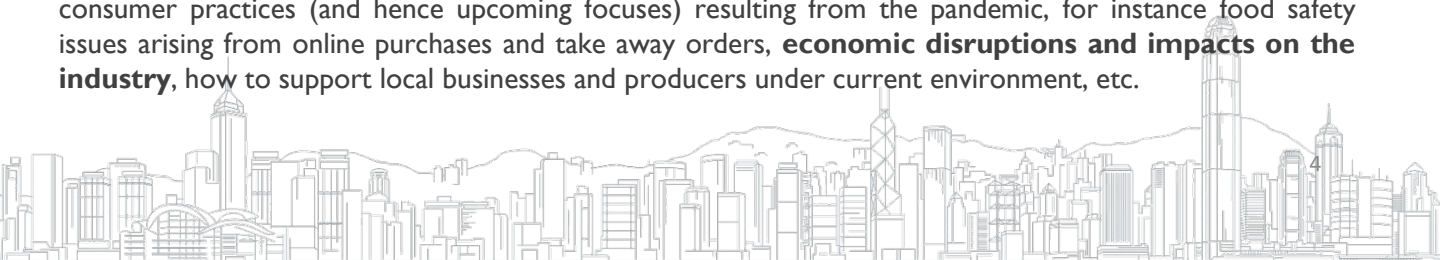 consumer practices (and hence upcoming focuses) resulting from the pandemic, for instance food safety
issues arising from online purchases and take away orders, economic disruptions and impacts on the
industry, how to support local businesses and producers under current environment, etc.
4